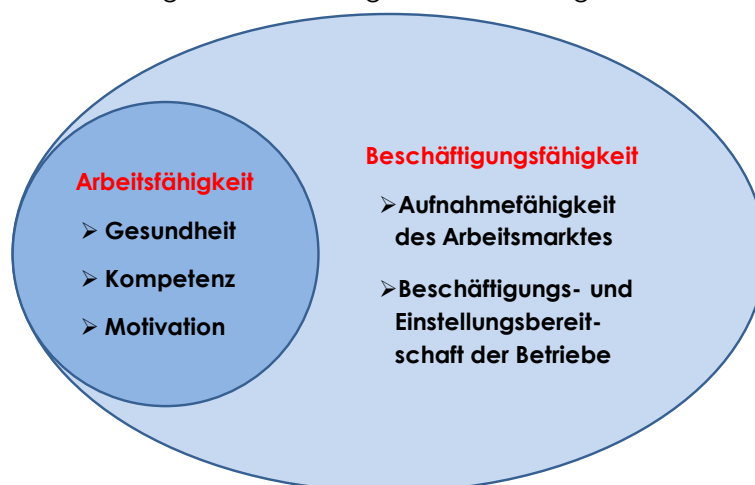 Arbeitsfähigkeit
➢ Gesundheit
➢ Kompetenz
➢ Motivation
Beschäftigungsfähigkeit
➢Aufnahmefähigkeit
des Arbeitsmarktes
➢Beschäftigungs- und
Einstellungsbereit-
schaft der Betriebe